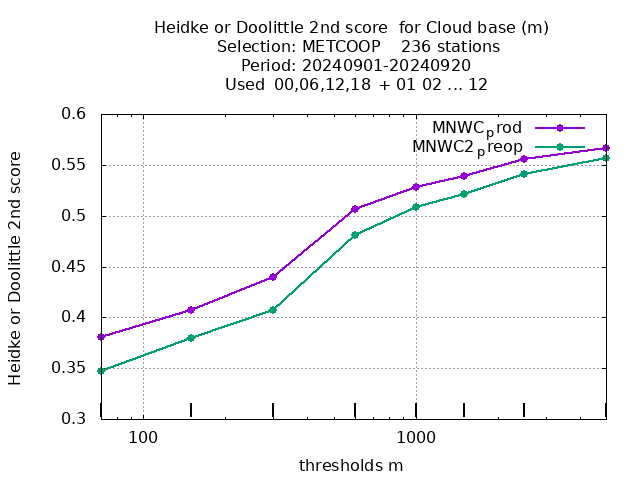 Heidke or Doolittle 2nd score  for Cloud base (m)
Selection: METCOOP    236 stations
Period: 20240901-20240920
Used  00,06,12,18 + 01 02 ... 12
MNWC_prod
MNWC2_preop
Heidke or Doolittle 2nd score
0.6
0.55
0.5
0.45
0.4
0.35
0.3
100
1000
thresholds m